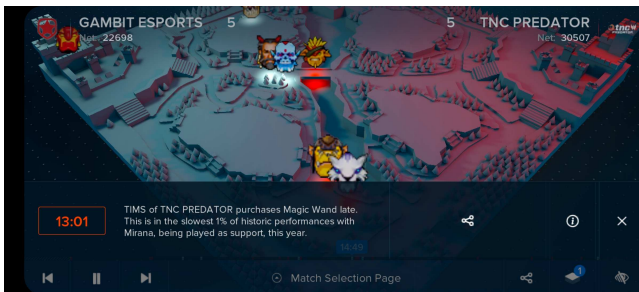 GAMBIT ESPORTS 5
5 TNC PREDATOR
tnc
PREDATOR
Net: 22698
Net: 30507
13:01
TIMS of TNC PREDATOR purchases Magic Wand late.
This is in the slowest 1% of historic performances with
Mirana, being played as support, this year.
14:49
Match Selection Page
1